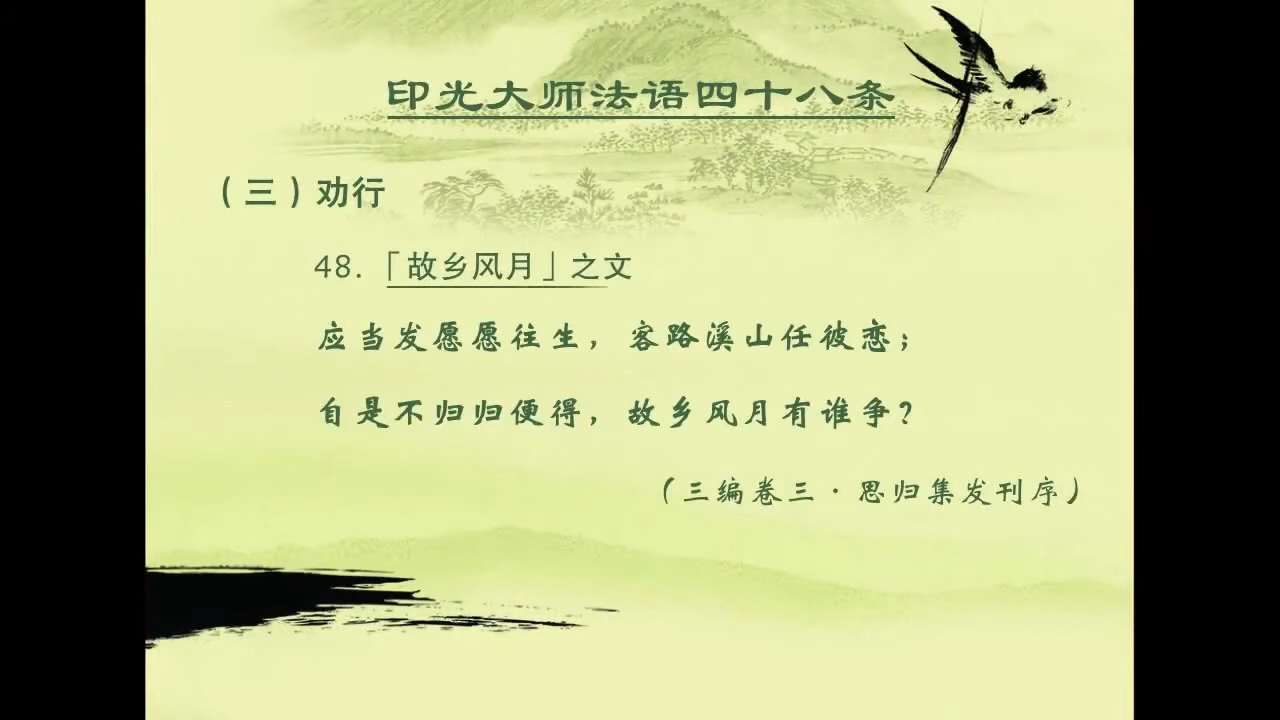 印光大师法语四十八条
（三）劝行
48.「故乡风月」之文
应当发愿愿往生，客路溪山任彼恋；
自是不归归便得，故乡风月有谁争？
（三编卷三·思归集发刊序）